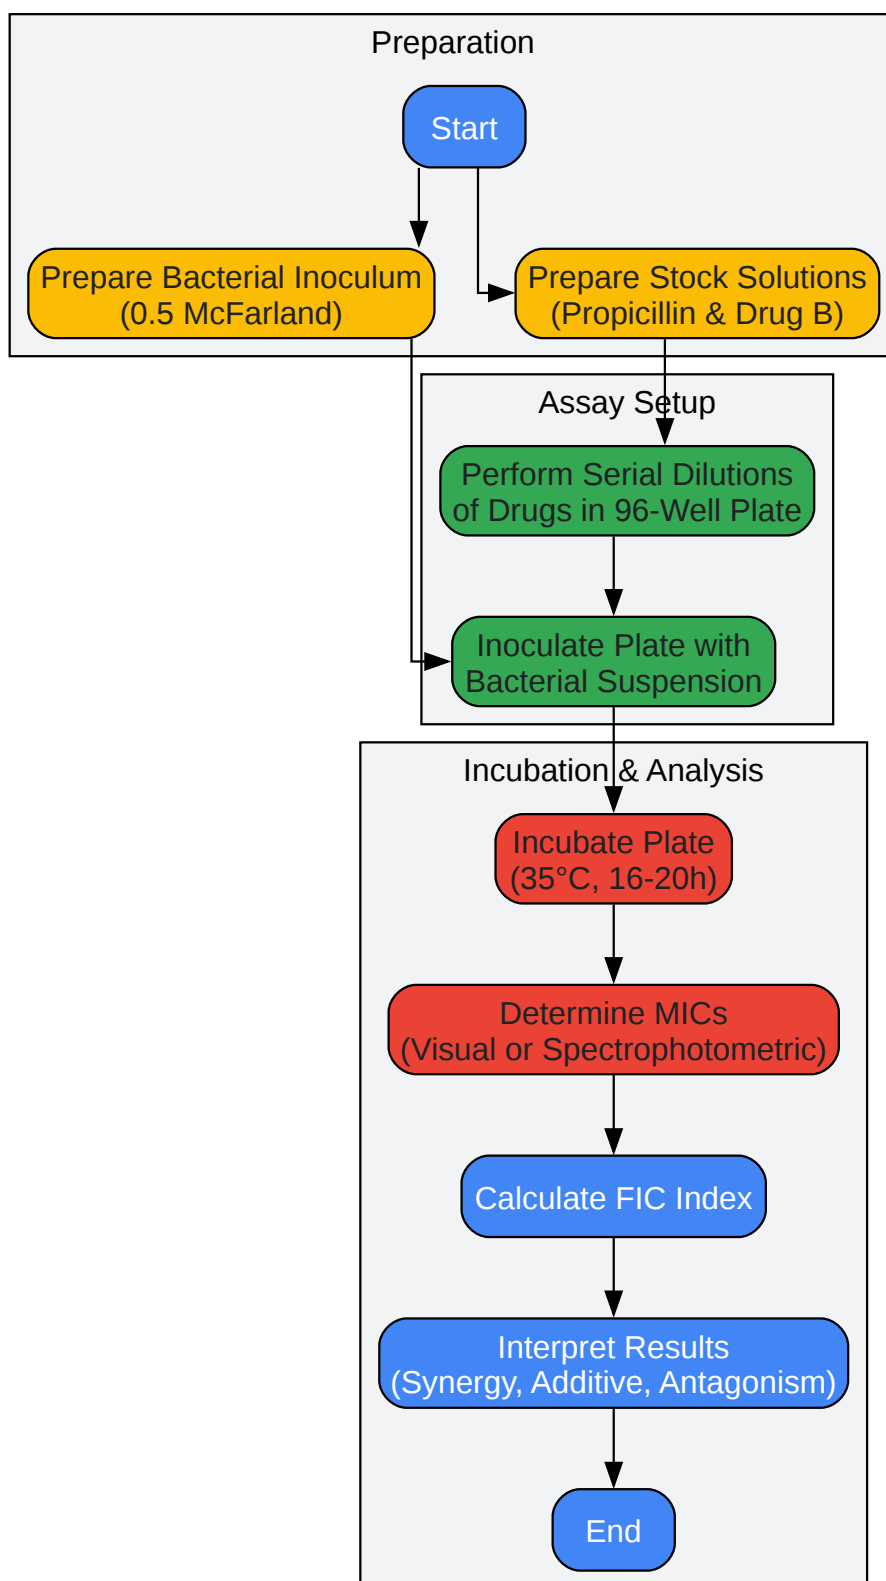 Preparation
Start
Prepare Bacterial Inoculum
(0.5 McFarland)
Prepare Stock Solutions
(Propicillin & Drug B)
Assay Setup
Perform Serial Dilutions
of Drugs in 96-Well Plate
Inoculate Plate with
Bacterial Suspension
Incubation & Analysis
Incubate Plate
(35°C, 16-20h)
Determine MICs
(Visual or Spectrophotometric)
Calculate FIC Index
Interpret Results
(Synergy, Additive, Antagonism)
End